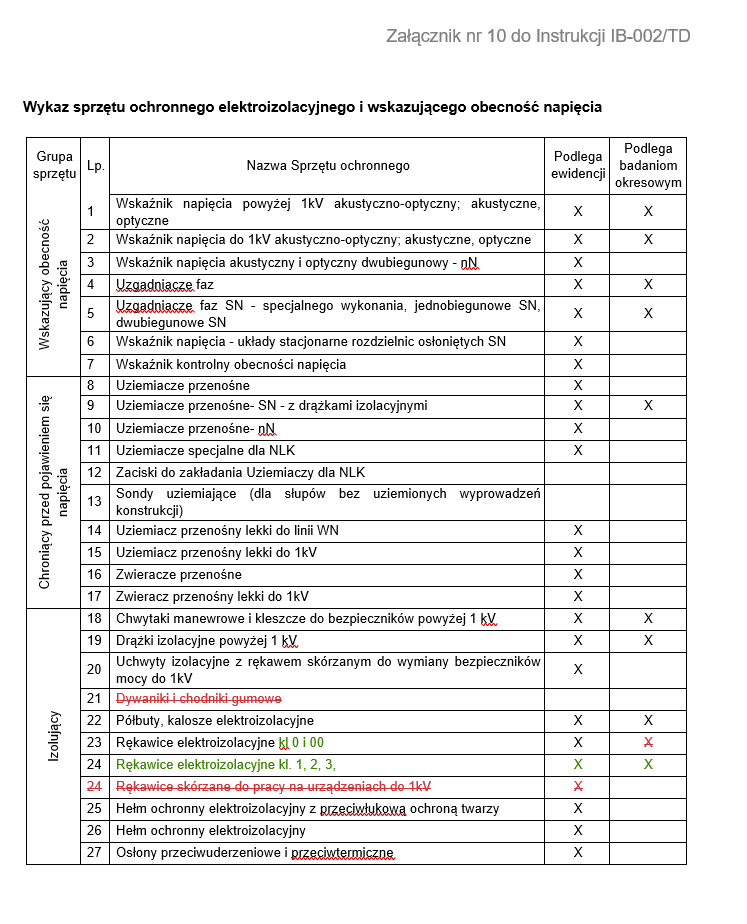 Załącznik nr 10 do Instrukcji IB-002/TD
Wykaz sprzętu ochronnego elektroizolacyjnego i wskazującego obecność napięcia
Grupa sprzętu Lp. Nazwa Sprzętu ochronnego Podlega ewidencji Podlega badaniom okresowym
Wskazujący obecność napięcia
1 Wskaźnik napięcia powyżej 1kV akustyczno-optyczny; akustyczne, optyczne X X
2 Wskaźnik napięcia do 1kV akustyczno-optyczny; akustyczne, optyczne X X
3 Wskaźnik napięcia akustyczny i optyczny dwubiegunowy - nN X
4 Uzgadniacze faz X X
5 Uzgadniacze faz SN - specjalnego wykonania, jednobiegunowe SN, dwubiegunowe SN X X
6 Wskaźnik napięcia - układy stacjonarne rozdzielnic osłoniętych SN X
7 Wskaźnik kontrolny obecności napięcia X
Chroniący przed pojawieniem się napięcia
8 Uziemiacze przenośne X
9 Uziemiacze przenośne- SN - z drążkami izolacyjnymi X X
10 Uziemiacze przenośne- nN X
11 Uziemiacze specjalne dla NLK X
12 Zaciski do zakładania Uziemiaczy dla NLK
13 Sondy uziemiające (dla słupów bez uziemionych wyprowadzeń konstrukcji)
14 Uziemiacz przenośny lekki do linii WN X
15 Uziemiacz przenośny lekki do 1kV X
16 Zwieracze przenośne X
17 Zwieracz przenośny lekki do 1kV X
Izolujący
18 Chwytaki manewrowe i kleszcze do bezpieczników powyżej 1 kV X X
19 Drążki izolacyjne powyżej 1 kV X X
20 Uchwyty izolacyjne z rękawem skórzanym do wymiany bezpieczników mocy do 1kV X
21 Dywaniki i chodniki gumowe
22 Półbuty, kalosze elektroizolacyjne X X
23 Rękawice elektroizolacyjne kl 0 i 00 X X
24 Rękawice elektroizolacyjne kl. 1, 2, 3, X X
24 Rękawice skórzane do pracy na urządzeniach do 1kV X
25 Hełm ochronny elektroizolacyjny z przeciwłukową ochroną twarzy X
26 Hełm ochronny elektroizolacyjny X
27 Osłony przeciwuderzeniowe i przeciwtermiczne X